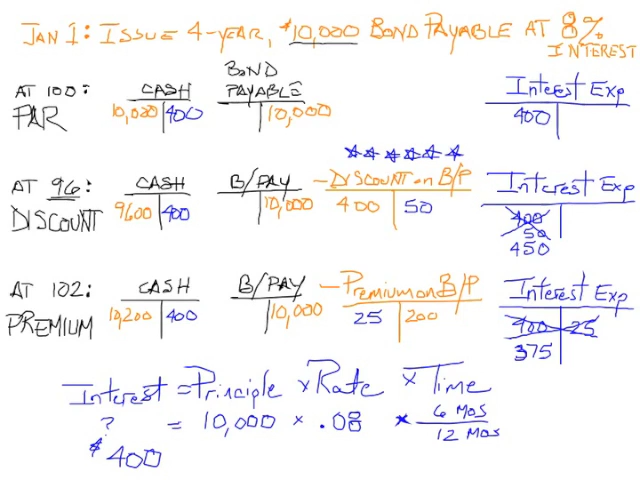 JAN 1: ISSUE 4-YEAR, $10,000 BOND PAYABLE AT 8%
INTEREST
AT 100:
PAR
CASH
10,000 400
BOND
PAYABLE
10,000
Interest Exp
400
AT 96:
DISCOUNT
CASH
9600 400
B/PAY
10,000
- DISCOUNT on B/P
400 50
Interest Exp
400
50
450
AT 102:
PREMIUM
CASH
10,200 400
B/PAY
10,000
- Premium on B/P
25 200
Interest Exp
400 25
375
Interest = Principle x Rate x Time
? = 10,000 x .08 x 6 MOS
12 MOS
$400